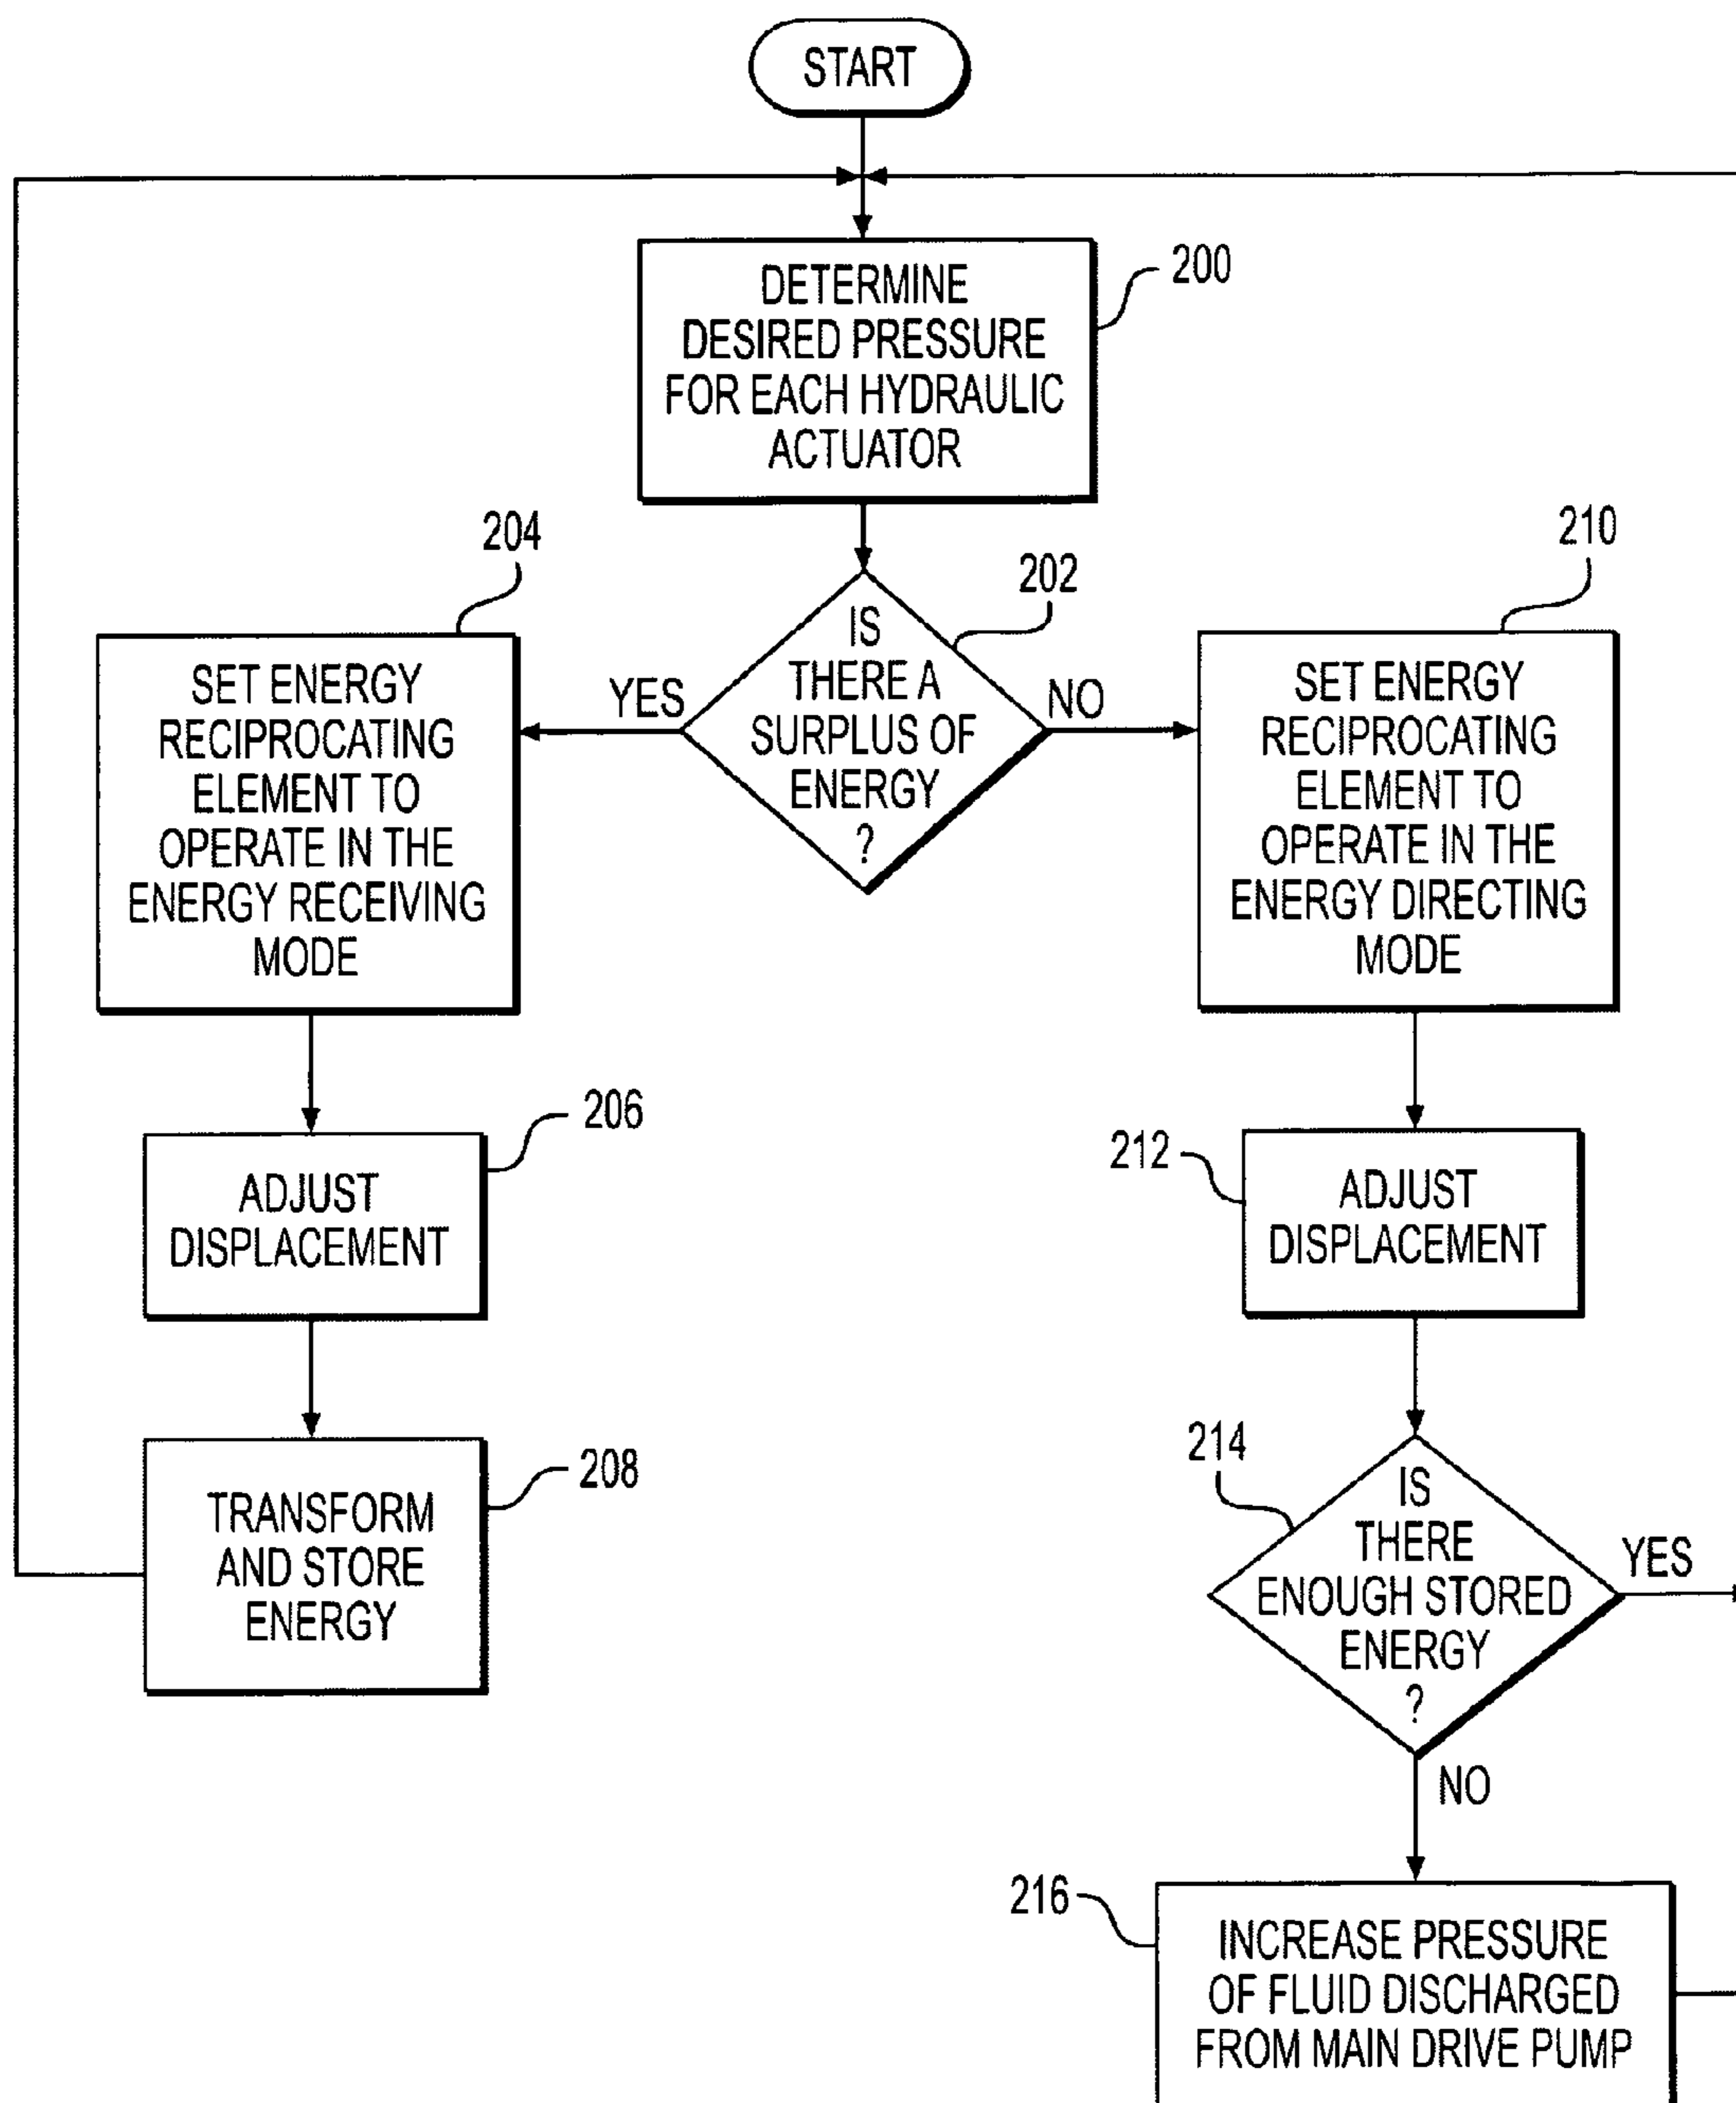 START
DETERMINE
DESIRED PRESSURE
FOR EACH HYDRAULIC
ACTUATOR
200
202
IS
THERE A
SURPLUS OF
ENERGY
?
YES
NO
204
SET ENERGY
RECIPROCATING
ELEMENT TO
OPERATE IN THE
ENERGY RECEIVING
MODE
206
ADJUST
DISPLACEMENT
208
TRANSFORM
AND STORE
ENERGY
210
SET ENERGY
RECIPROCATING
ELEMENT TO
OPERATE IN THE
ENERGY DIRECTING
MODE
212
ADJUST
DISPLACEMENT
214
IS
THERE
ENOUGH STORED
ENERGY
?
YES
NO
216
INCREASE PRESSURE
OF FLUID DISCHARGED
FROM MAIN DRIVE PUMP